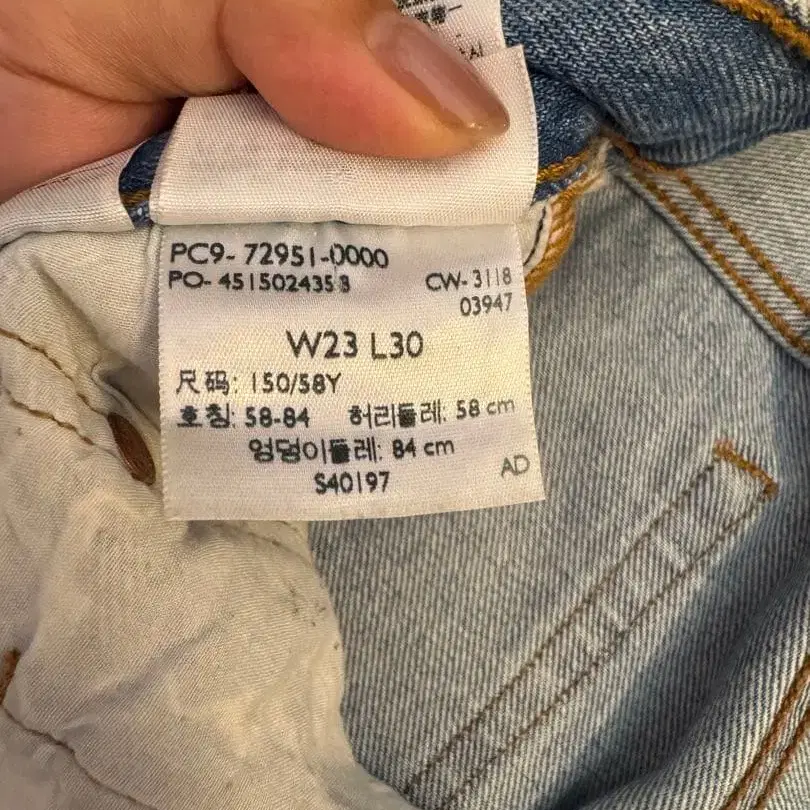 PC9- 72951-0000
PO- 4515024353 CW- 3118
03947
W23 L30
尺码: 150/58Y
호칭: 58-84 허리둘레: 58 cm
엉덩이둘레: 84 cm
S40197 AD